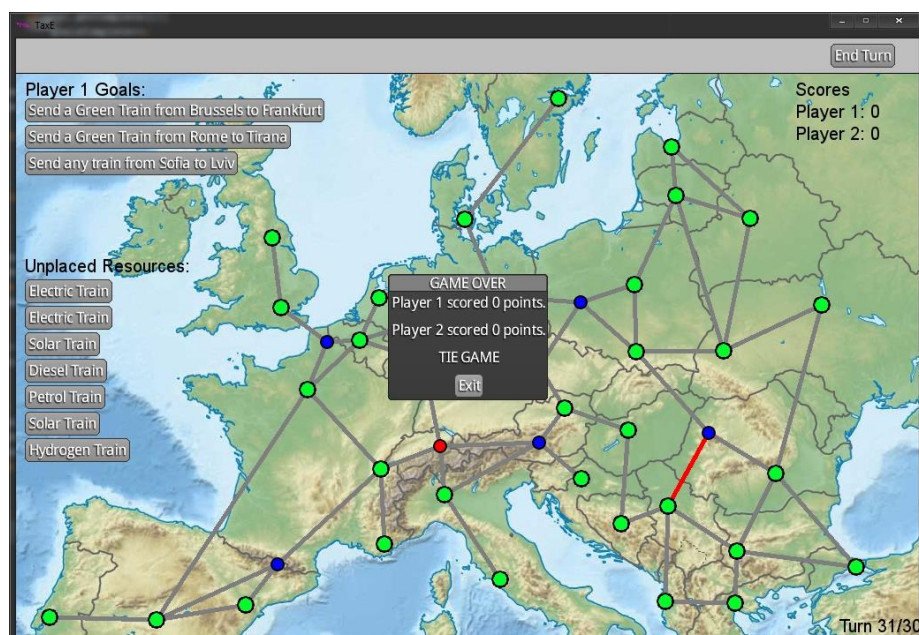 TaxE
End Turn
Player 1 Goals:
Send a Green Train from Brussels to Frankfurt
Send a Green Train from Rome to Tirana
Send any train from Sofia to Lviv
Scores
Player 1: 0
Player 2: 0
Unplaced Resources:
Electric Train
Electric Train
Solar Train
Diesel Train
Petrol Train
Solar Train
Hydrogen Train
GAME OVER
Player 1 scored 0 points.
Player 2 scored 0 points.
TIE GAME
Exit
Turn 31/30